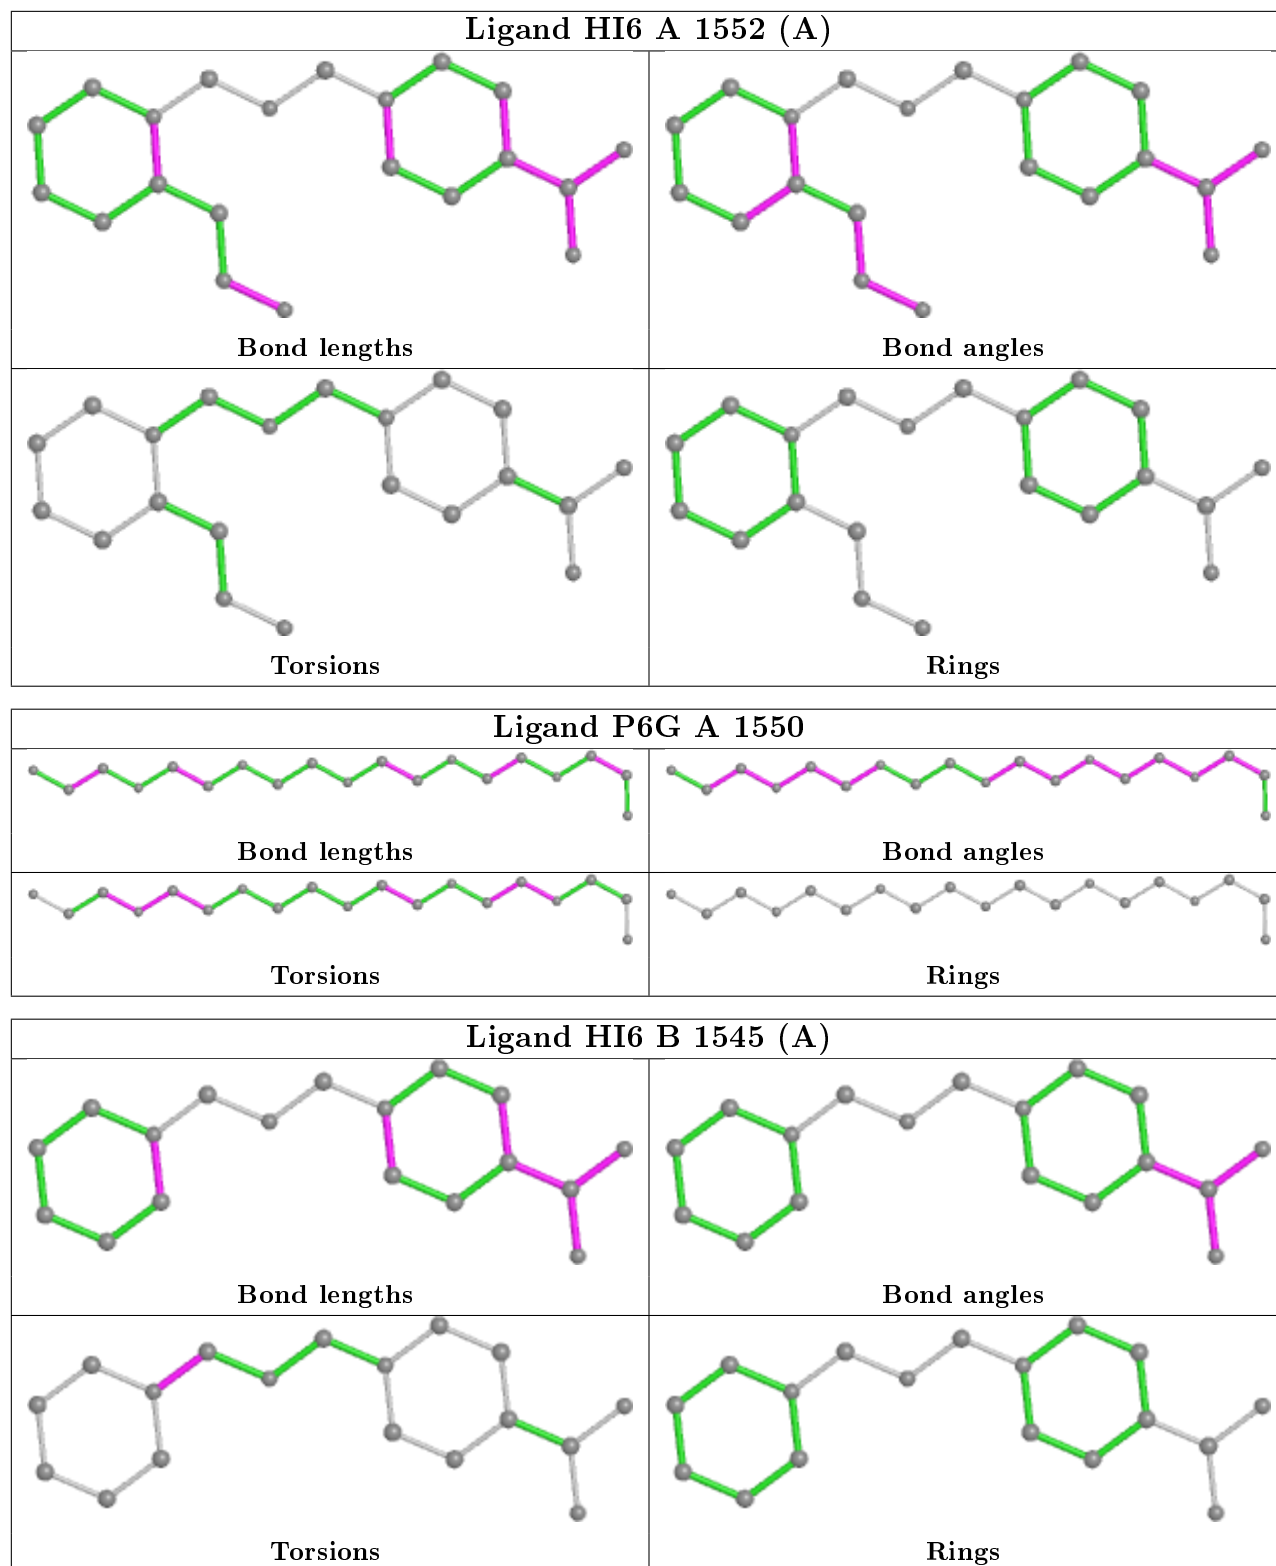 Ligand HI6 A 1552 (A)
Bond lengths
Bond angles
Torsions
Rings
Ligand P6G A 1550
Bond lengths
Bond angles
Torsions
Rings
Ligand HI6 B 1545 (A)
Bond lengths
Bond angles
Torsions
Rings